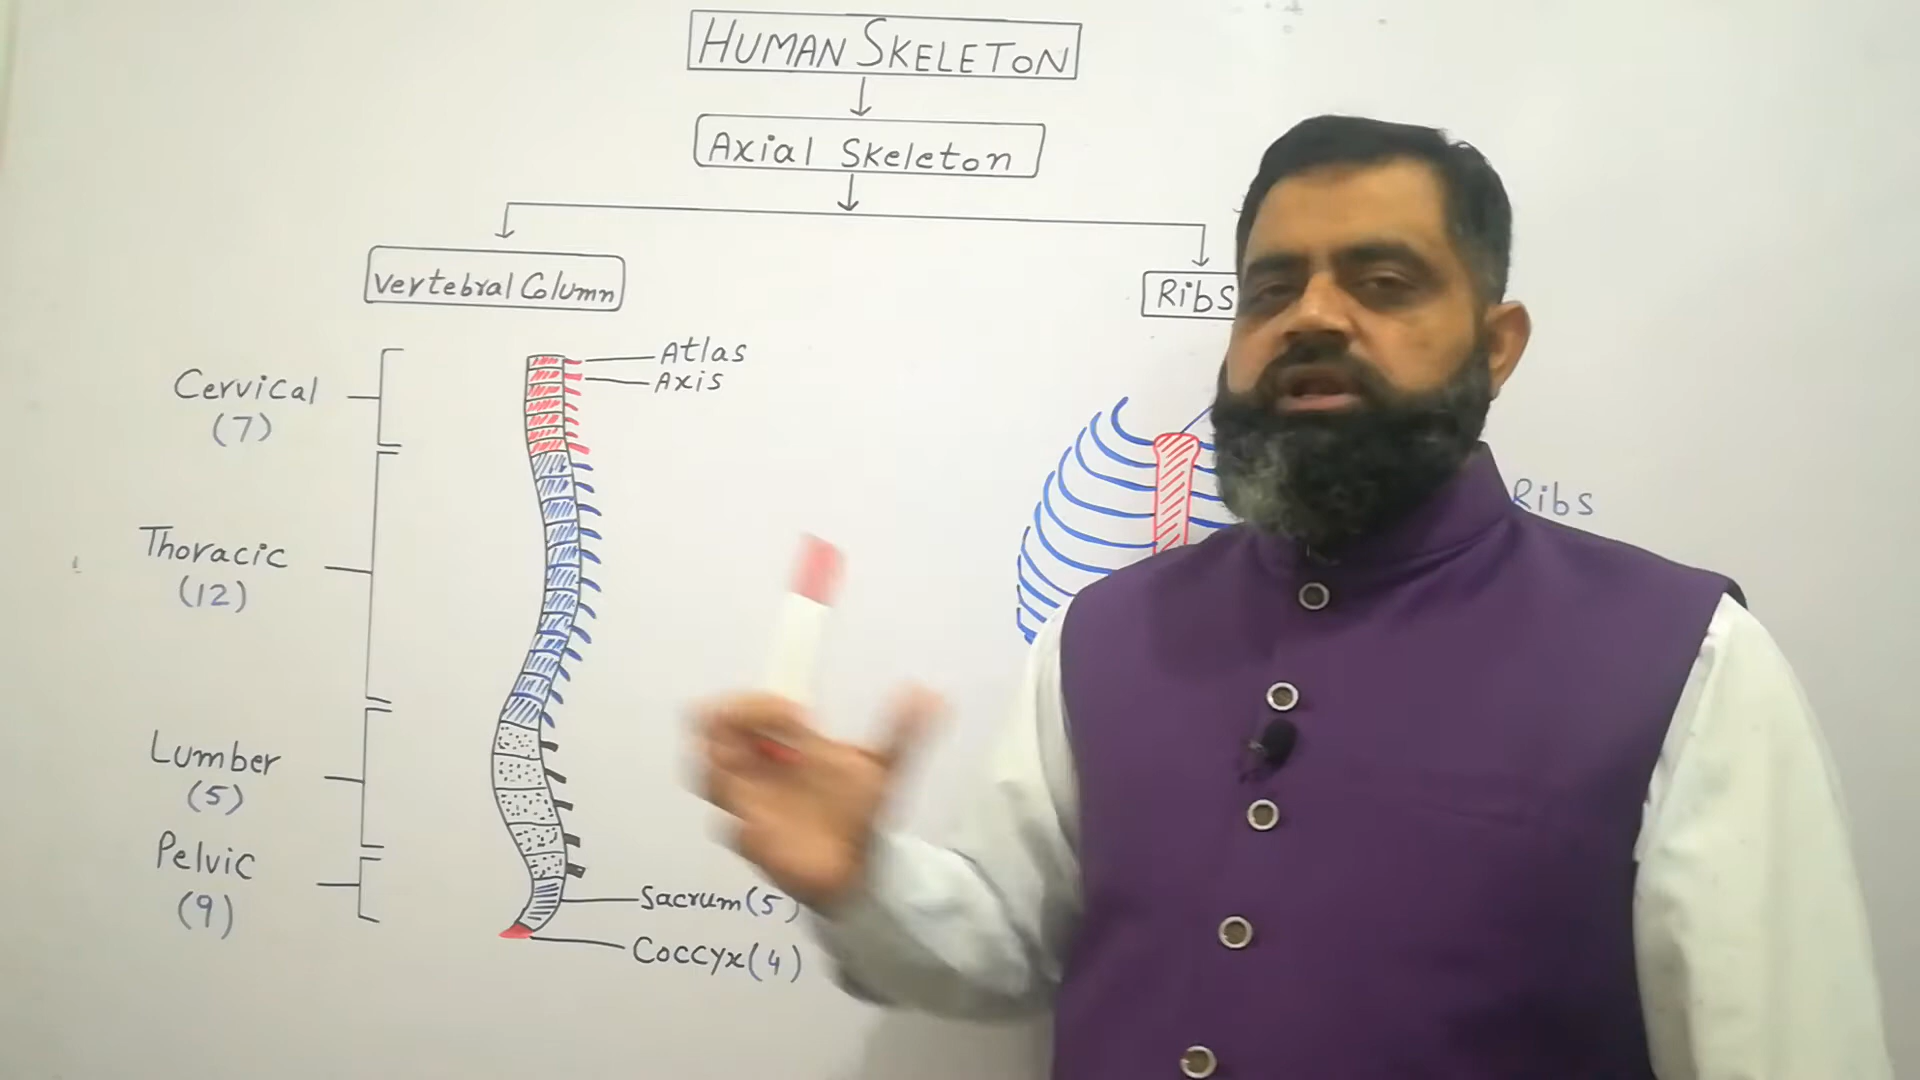 HUMAN SKELETON
Axial Skeleton
Vertebral Column
Ribs
Atlas
Axis
Cervical
(7)
Ribs
Thoracic
(12)
Lumber
(5)
Pelvic
(9)
Sacrum(5)
Coccyx(4)